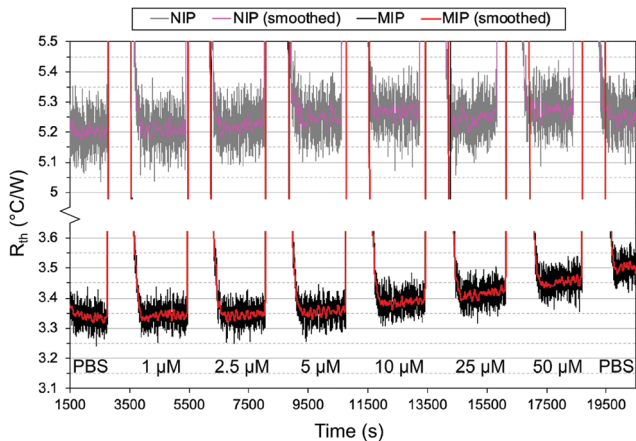 NIP NIP (smoothed) MIP MIP (smoothed)
5.5
5.4
5.3
5.2
5.1
5
3.6
3.5
3.4
3.3
3.2
3.1
R_th (°C/W)
PBS 1 µM 2.5 µM 5 µM 10 µM 25 µM 50 µM PBS
1500 3500 5500 7500 9500 11500 13500 15500 17500 19500
Time (s)